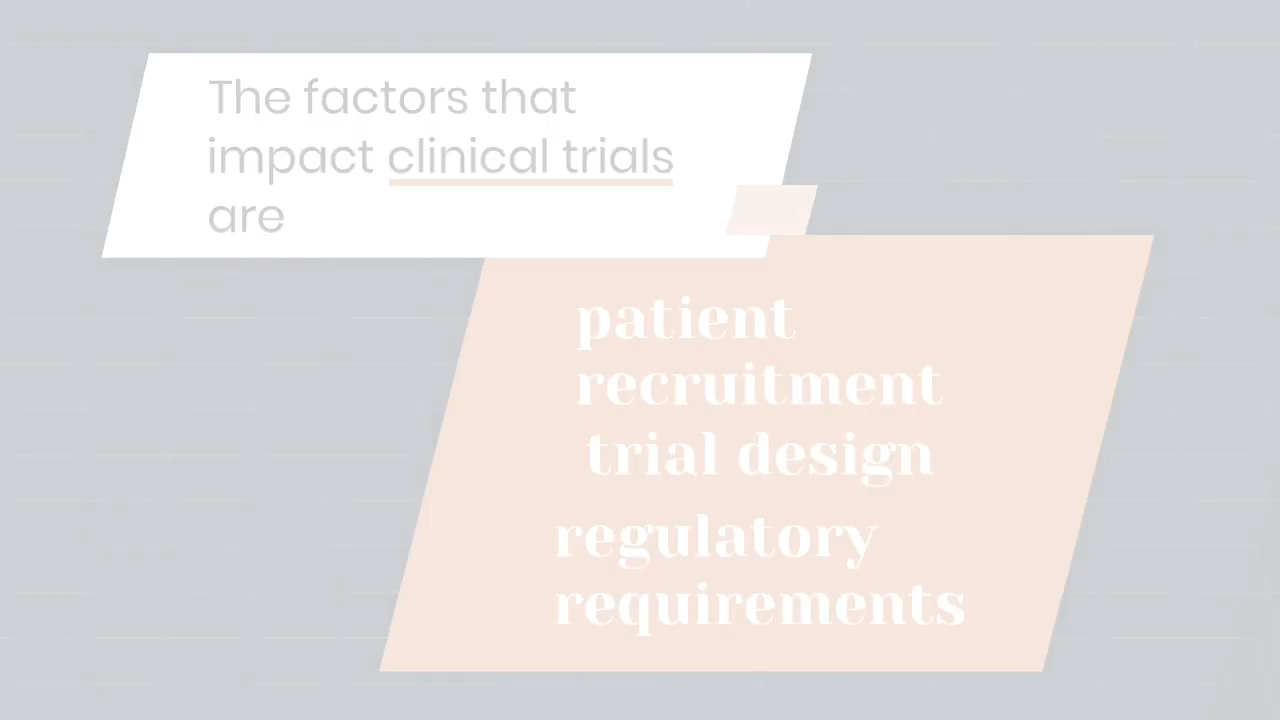 The factors that
impact clinical trials
are
patient
recruitment
trial design
regulatory
requirements